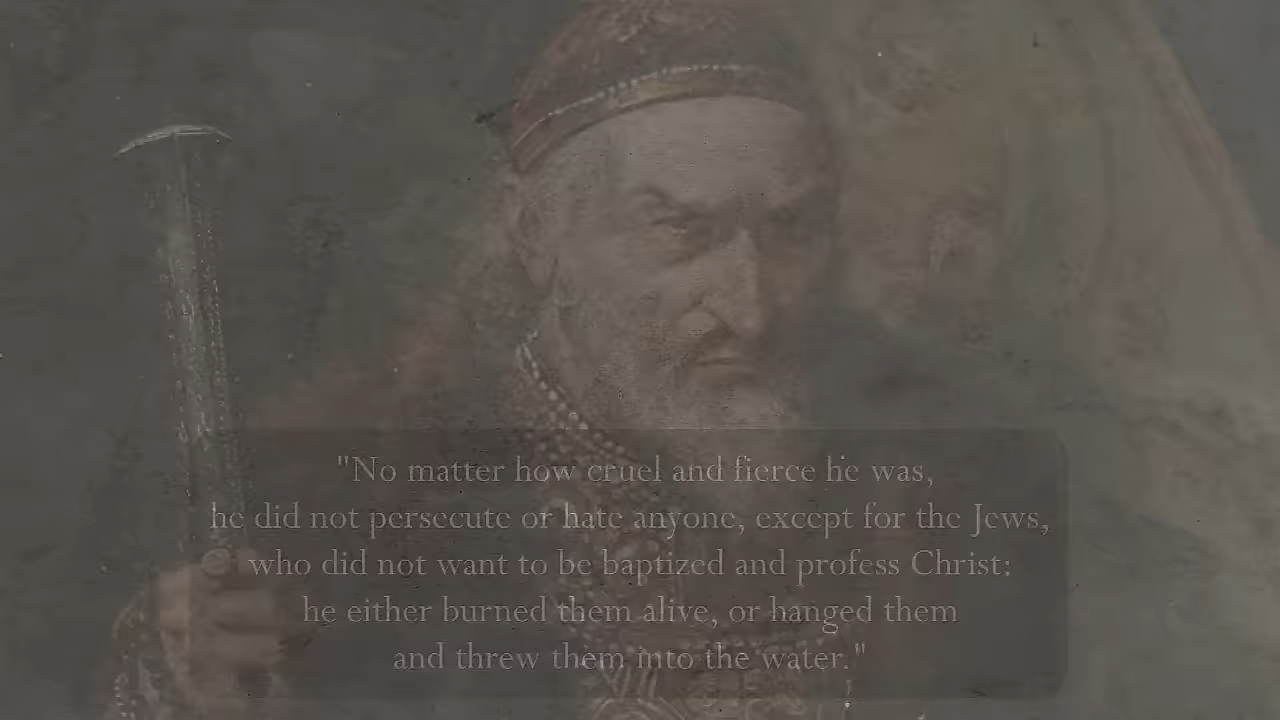 "No matter how cruel and fierce he was,
he did not persecute or hate anyone, except for the Jews,
who did not want to be baptized and profess Christ:
he either burned them alive, or hanged them
and threw them into the water."